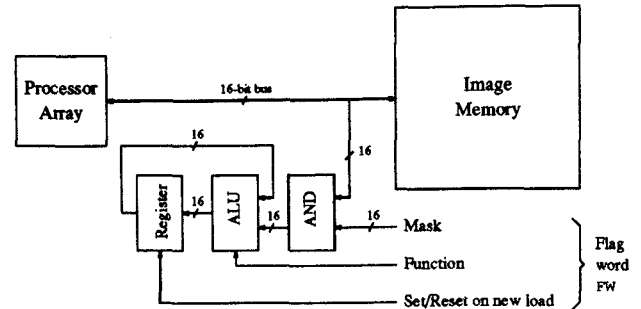 Processor
Array
16-bit bus
Image
Memory
16
16
Register
16
ALU
16
AND
16
Mask
Function
Set/Reset on new load
Flag
word
FW